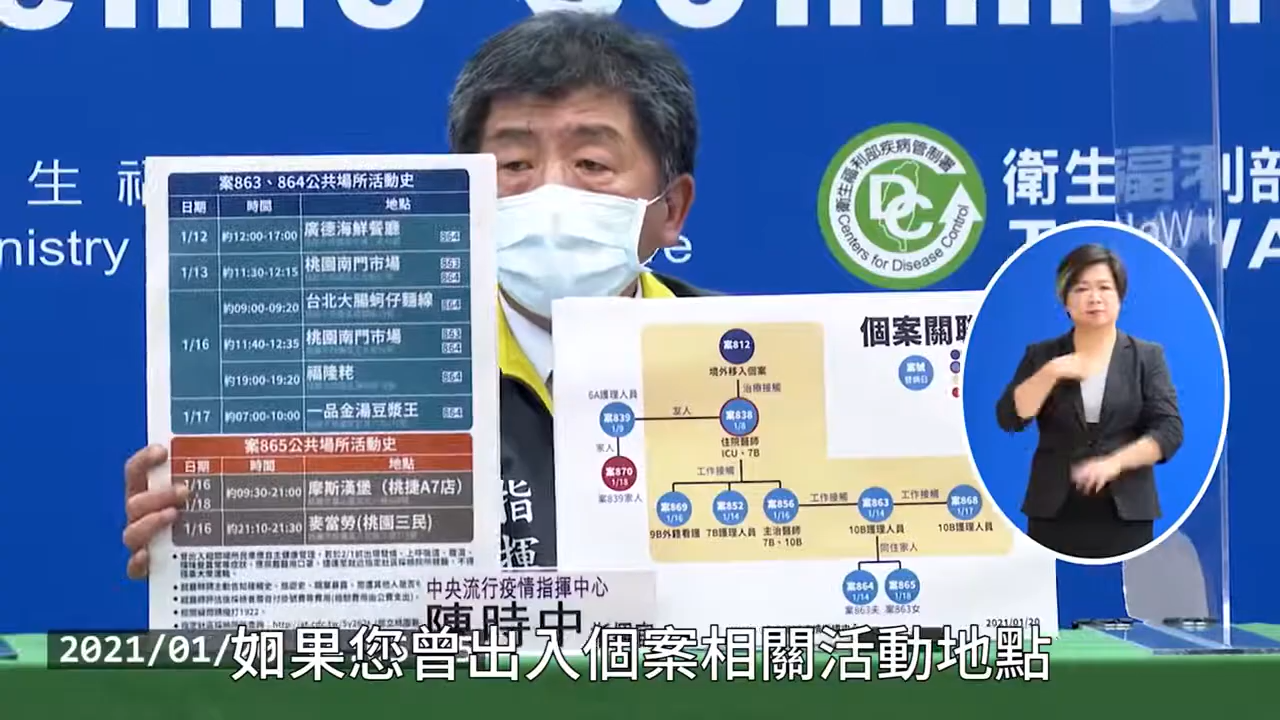 生福
衛生福利部
nistry
e
衛生福利部疾病管制署
CDC
Centers for Disease Control
案863、864公共場所活動史
日期 時間 地點
1/12 約12:00-17:00 廣德海鮮餐廳 864
1/13 約11:30-12:15 桃園南門市場 863 864
1/16 約09:00-09:20 台北大腸蚵仔麵線 864
約11:40-12:35 桃園南門市場 863 864
約19:00-19:20 福隆粩 864
1/17 約07:00-10:00 一品金湯豆漿王 864
案865公共場所活動史
日期 時間 地點
1/16 1/18 約09:30-21:00 摩斯漢堡（桃捷A7店）
1/16 約21:10-21:30 麥當勞(桃園三民)
個案關聯
案號
發病日
案812
境外移入個案
治療接觸
6A護理人員
案839 1/9
友人
案838 1/8
住院醫師
ICU、7B
家人
案870 1/18
案839家人
工作接觸
案869 1/16
9B外籍看護
案852 1/14
7B護理人員
案856 1/16
主治醫師
7B、10B
工作接觸
案863 1/14
10B護理人員
工作接觸
案868 1/17
10B護理人員
同住家人
案864 1/14
案863夫
案865 1/18
案863女
2021/01/20
指揮
中央流行疫情指揮中心
陳時中 指揮官
2021/01/
如果您曾出入個案相關活動地點